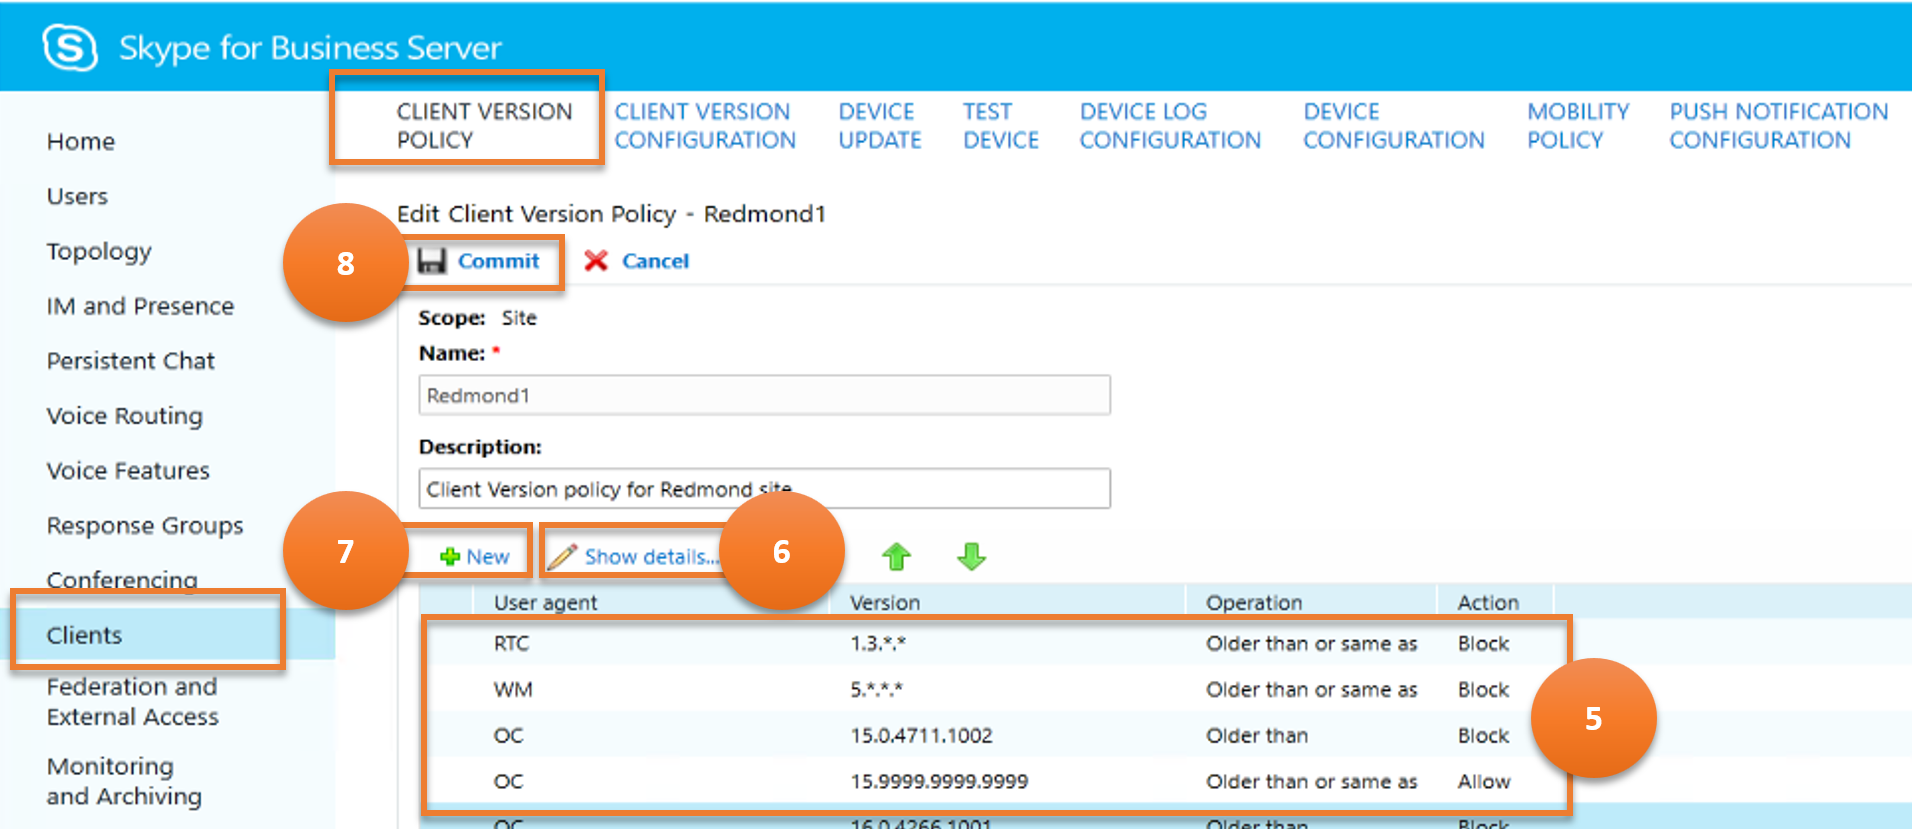 Skype for Business Server
CLIENT VERSION POLICY
CLIENT VERSION CONFIGURATION
DEVICE UPDATE
TEST DEVICE
DEVICE LOG CONFIGURATION
DEVICE CONFIGURATION
MOBILITY POLICY
PUSH NOTIFICATION CONFIGURATION
Home
Users
Topology
IM and Presence
Persistent Chat
Voice Routing
Voice Features
Response Groups
Conferencing
Clients
Federation and
External Access
Monitoring
and Archiving
Edit Client Version Policy - Redmond1
8
Commit
Cancel
Scope: Site
Name: *
Redmond1
Description:
Client Version policy for Redmond site
7
New
Show details...
6
User agent Version Operation Action
RTC 1.3.*.* Older than or same as Block
WM 5.*.*.* Older than or same as Block
OC 15.0.4711.1002 Older than Block
OC 15.9999.9999.9999 Older than or same as Allow
OC 16.0.4266.1001 Older than Block
5